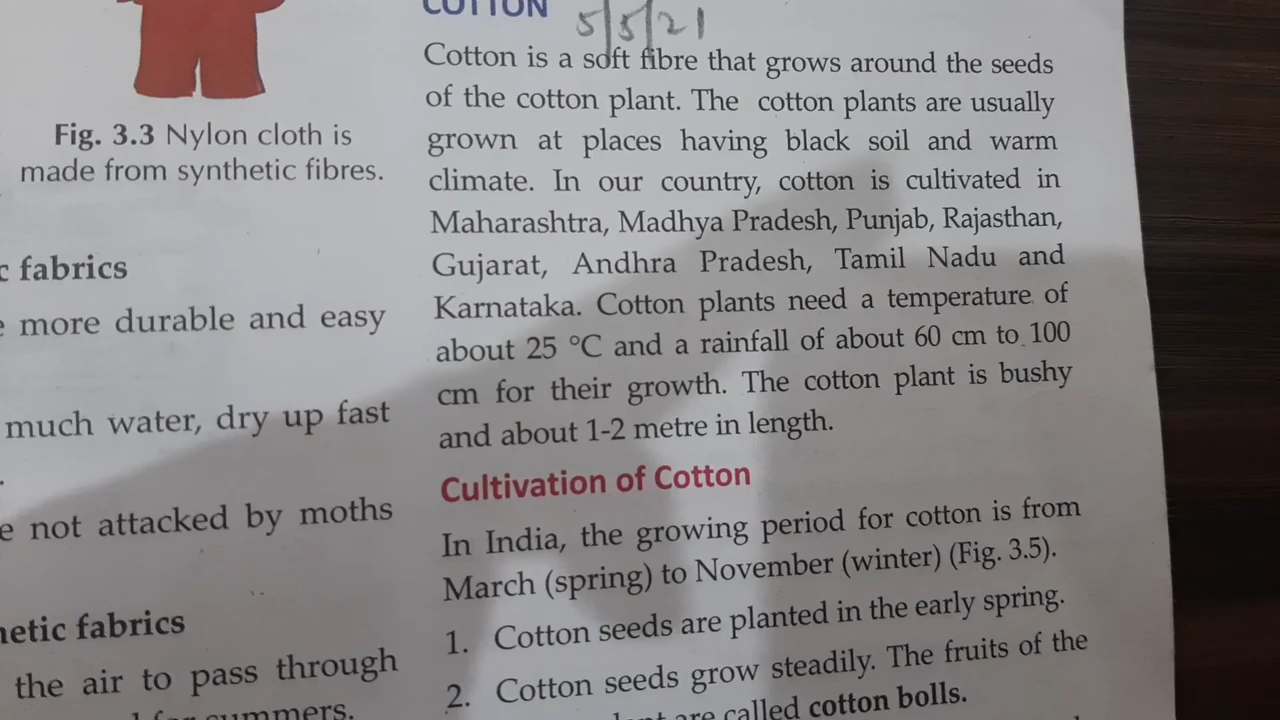 Fig. 3.3 Nylon cloth is
made from synthetic fibres.
c fabrics
more durable and easy
much water, dry up fast
not attacked by moths
netic fabrics
the air to pass through
summers.
COTTON 5/5/21
Cotton is a soft fibre that grows around the seeds
of the cotton plant. The cotton plants are usually
grown at places having black soil and warm
climate. In our country, cotton is cultivated in
Maharashtra, Madhya Pradesh, Punjab, Rajasthan,
Gujarat, Andhra Pradesh, Tamil Nadu and
Karnataka. Cotton plants need a temperature of
about 25 °C and a rainfall of about 60 cm to 100
cm for their growth. The cotton plant is bushy
and about 1-2 metre in length.
Cultivation of Cotton
In India, the growing period for cotton is from
March (spring) to November (winter) (Fig. 3.5).
1. Cotton seeds are planted in the early spring.
2. Cotton seeds grow steadily. The fruits of the
are called cotton bolls.